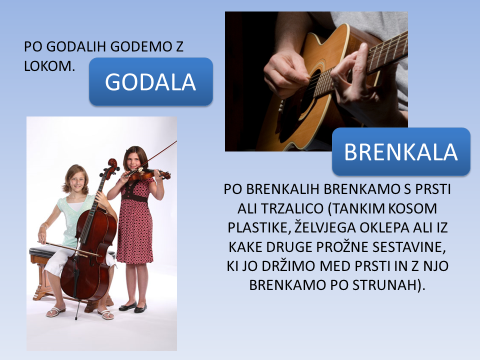 PO GODALIH GODEMO Z
LOKOM.
GODALA
BRENKALA
PO BRENKALIH BRENKAMO S PRSTI
ALI TRZALICO (TANKIM KOSOM
PLASTIKE, ŽELVJEGA OKLEPA ALI IZ
KAKE DRUGE PROŽNE SESTAVINE,
KI JO DRŽIMO MED PRSTI IN Z NJO
BRENKAMO PO STRUNAH).